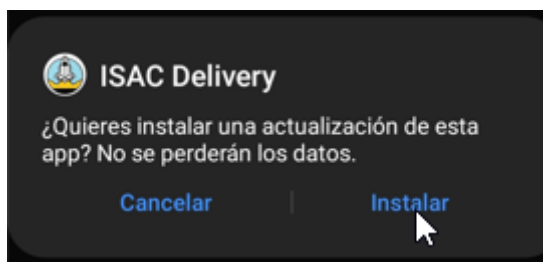 ISAC Delivery
¿Quieres instalar una actualización de esta
app? No se perderán los datos.
Cancelar
Instalar